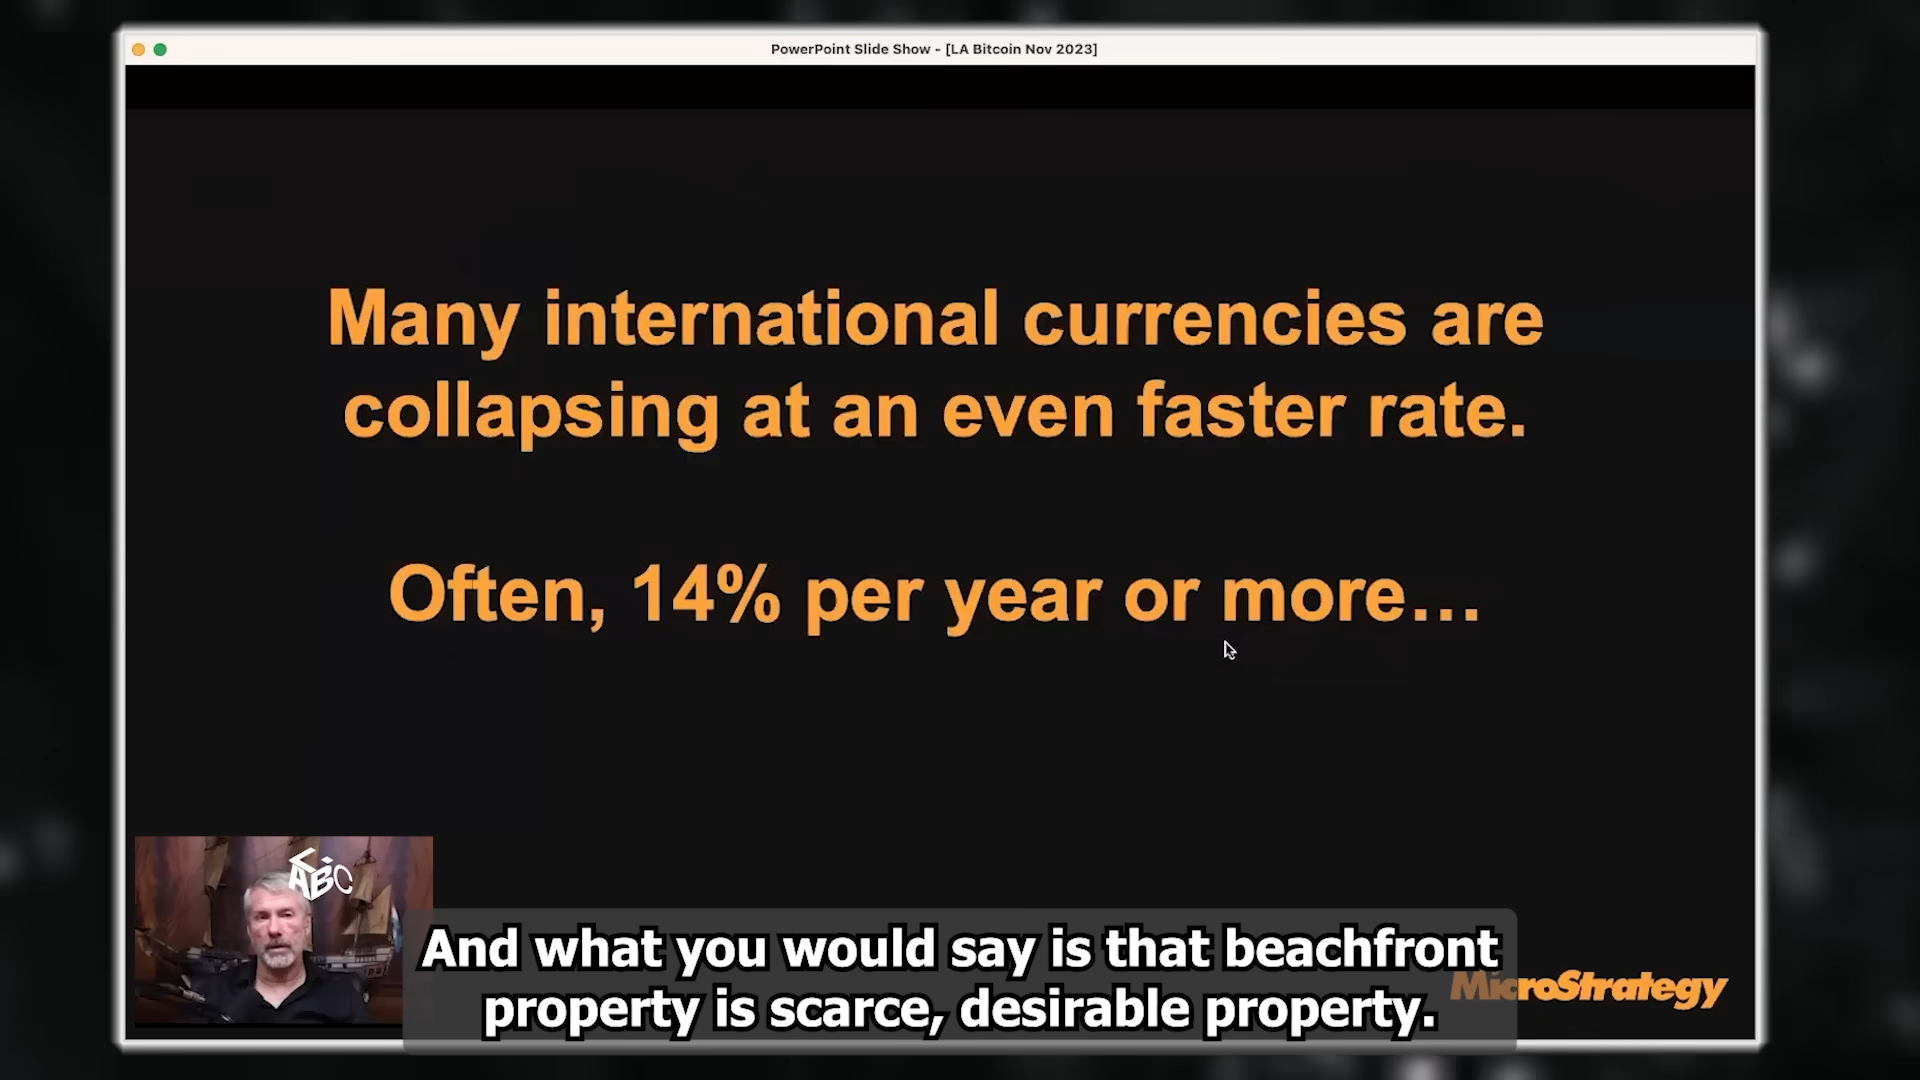 PowerPoint Slide Show - [LA Bitcoin Nov 2023]
Many international currencies are
collapsing at an even faster rate.
Often, 14% per year or more...
ABC
And what you would say is that beachfront
property is scarce, desirable property.
MicroStrategy